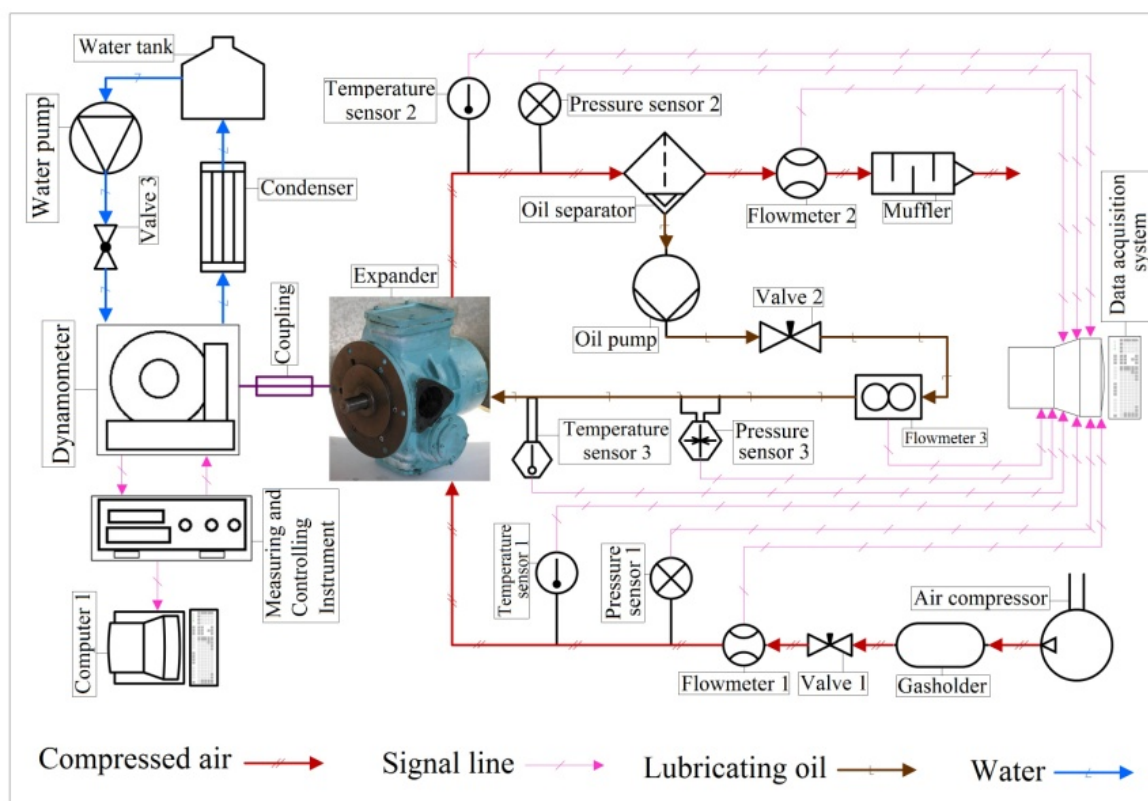 Water tank
Water pump
Valve 3
Condenser
Temperature
sensor 2
Pressure sensor 2
Oil separator
Flowmeter 2
Muffler
Data acquisition
system
Expander
Coupling
Dynamometer
Oil pump
Valve 2
Temperature
sensor 3
Pressure
sensor 3
Flowmeter 3
Measuring and
Controlling
Instrument
Computer 1
Temperature
sensor 1
Pressure
sensor 1
Air compressor
Flowmeter 1
Valve 1
Gasholder
Compressed air
Signal line
Lubricating oil
Water